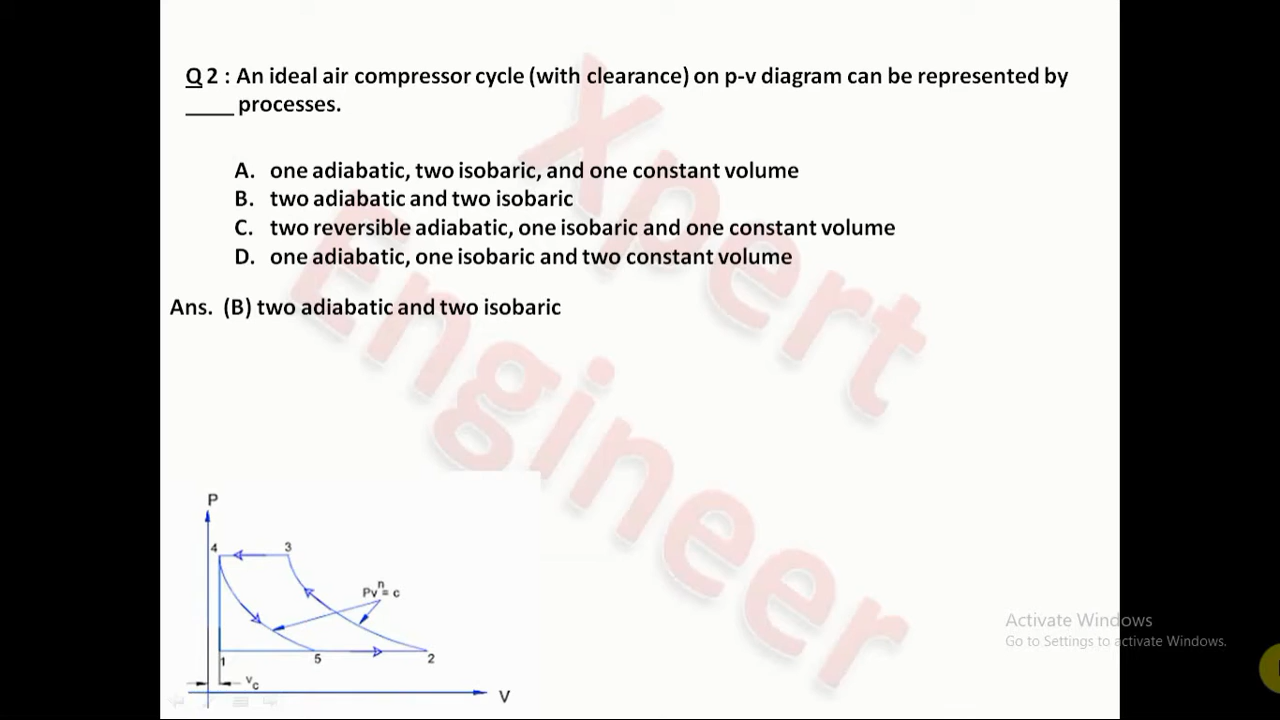 Q 2 : An ideal air compressor cycle (with clearance) on p-v diagram can be represented by
____ processes.
A. one adiabatic, two isobaric, and one constant volume
B. two adiabatic and two isobaric
C. two reversible adiabatic, one isobaric and one constant volume
D. one adiabatic, one isobaric and two constant volume
Ans. (B) two adiabatic and two isobaric
Xpert
Engineer
P
4 3
Pvⁿ= c
1 5 2
Vc
V
Activate Windows
Go to Settings to activate Windows.